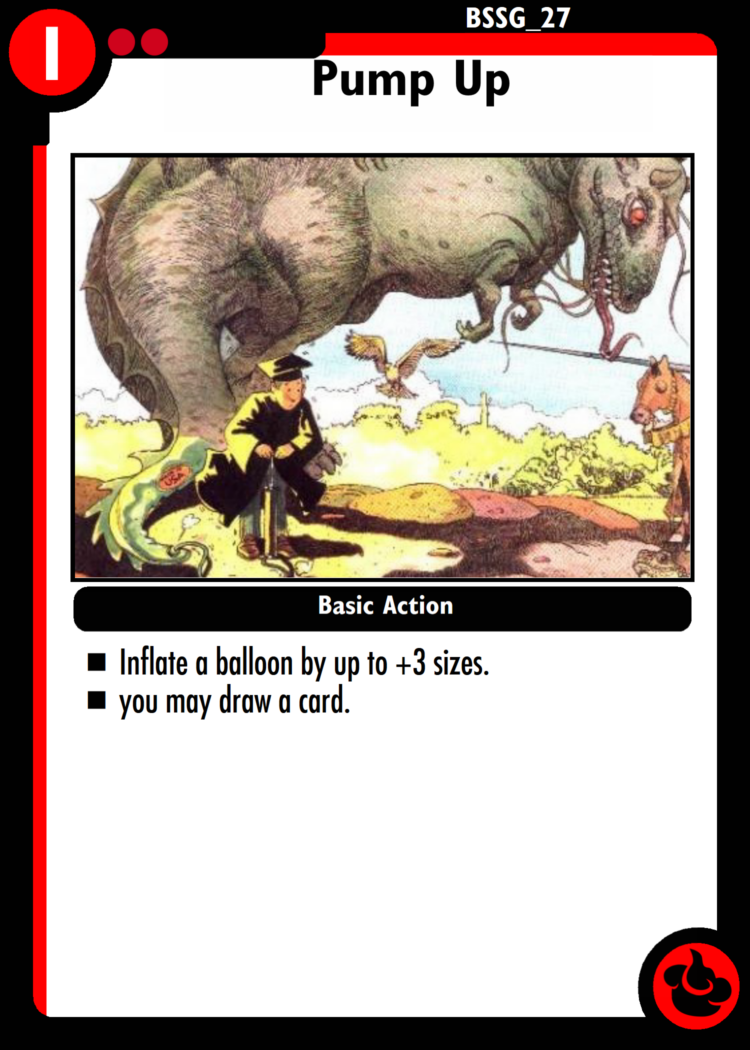 BSSG_27
1
Pump Up
USA
Basic Action
■ Inflate a balloon by up to +3 sizes.
■ you may draw a card.